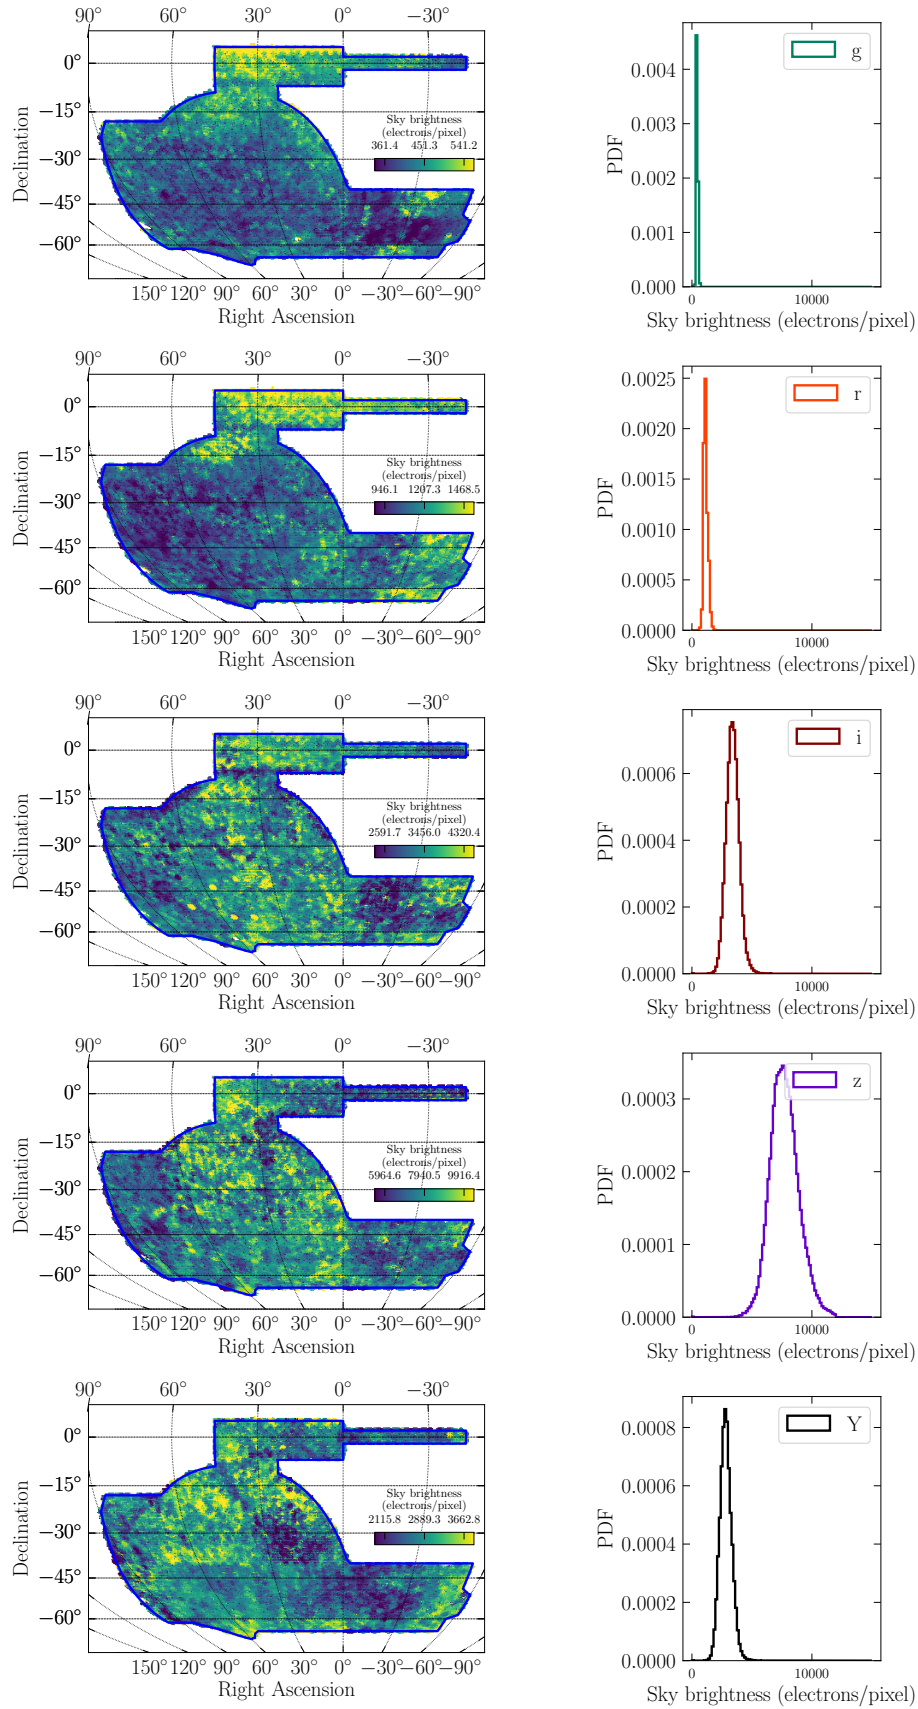 90° 60° 30° 0° −30°
0°
−15°
−30°
−45°
−60°
Declination
Sky brightness
(electrons/pixel)
361.4 451.3 541.2
150° 120° 90° 60° 30° 0° −30° −60° −90°
Right Ascension
g
0.004
0.003
0.002
0.001
0.000
PDF
0 10000
Sky brightness (electrons/pixel)
90° 60° 30° 0° −30°
0°
−15°
−30°
−45°
−60°
Declination
Sky brightness
(electrons/pixel)
946.1 1207.3 1468.5
150° 120° 90° 60° 30° 0° −30° −60° −90°
Right Ascension
r
0.0025
0.0020
0.0015
0.0010
0.0005
0.0000
PDF
0 10000
Sky brightness (electrons/pixel)
90° 60° 30° 0° −30°
0°
−15°
−30°
−45°
−60°
Declination
Sky brightness
(electrons/pixel)
2591.7 3456.0 4320.4
150° 120° 90° 60° 30° 0° −30° −60° −90°
Right Ascension
i
0.0006
0.0004
0.0002
0.0000
PDF
0 10000
Sky brightness (electrons/pixel)
90° 60° 30° 0° −30°
0°
−15°
−30°
−45°
−60°
Declination
Sky brightness
(electrons/pixel)
5964.6 7940.5 9916.4
150° 120° 90° 60° 30° 0° −30° −60° −90°
Right Ascension
z
0.0003
0.0002
0.0001
0.0000
PDF
0 10000
Sky brightness (electrons/pixel)
90° 60° 30° 0° −30°
0°
−15°
−30°
−45°
−60°
Declination
Sky brightness
(electrons/pixel)
2115.8 2889.3 3662.8
150° 120° 90° 60° 30° 0° −30° −60° −90°
Right Ascension
Y
0.0008
0.0006
0.0004
0.0002
0.0000
PDF
0 10000
Sky brightness (electrons/pixel)